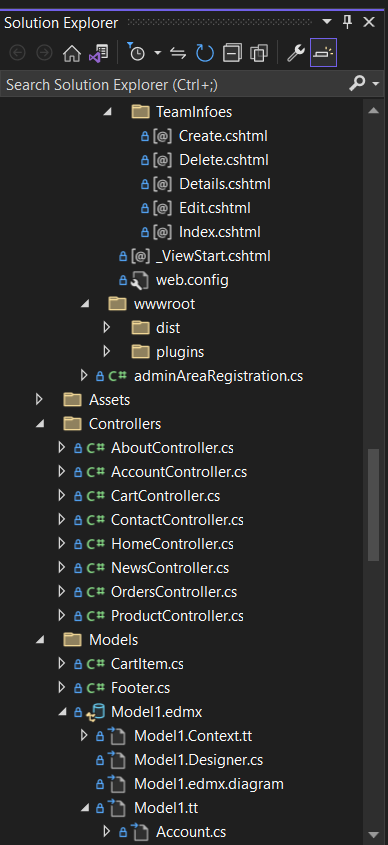 Solution Explorer
Search Solution Explorer (Ctrl+;)
TeamInfoes
Create.cshtml
Delete.cshtml
Details.cshtml
Edit.cshtml
Index.cshtml
_ViewStart.cshtml
web.config
wwwroot
dist
plugins
C# adminAreaRegistration.cs
Assets
Controllers
C# AboutController.cs
C# AccountController.cs
C# CartController.cs
C# ContactController.cs
C# HomeController.cs
C# NewsController.cs
C# OrdersController.cs
C# ProductController.cs
Models
C# CartItem.cs
C# Footer.cs
Model1.edmx
Model1.Context.tt
Model1.Designer.cs
Model1.edmx.diagram
Model1.tt
Account.cs